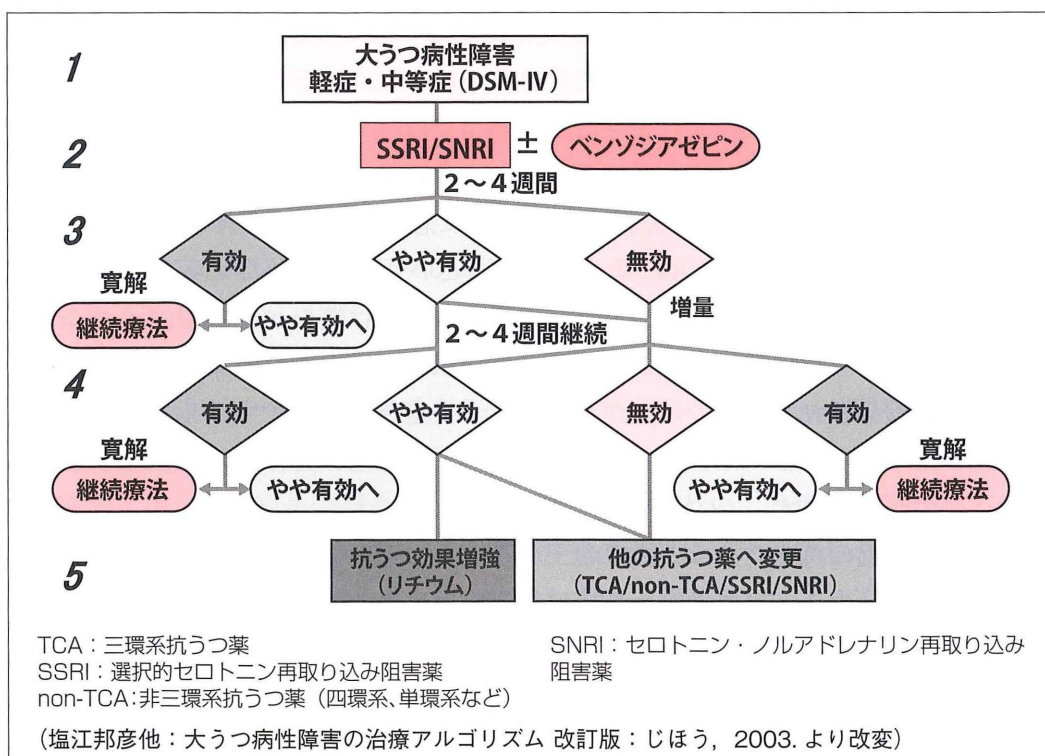 1
大うつ病性障害
軽症・中等症(DSM-Ⅳ)
2
SSRI/SNRI ± ベンゾジアゼピン
2～4週間
3
有効 やや有効 無効
寛解
増量
継続療法 やや有効へ
2～4週間継続
4
有効 やや有効 無効 有効
寛解 寛解
継続療法 やや有効へ やや有効へ 継続療法
5
抗うつ効果増強
(リチウム)
他の抗うつ薬へ変更
(TCA/non-TCA/SSRI/SNRI)
TCA：三環系抗うつ薬
SSRI：選択的セロトニン再取り込み阻害薬
non-TCA：非三環系抗うつ薬（四環系、単環系など）
SNRI：セロトニン・ノルアドレナリン再取り込み
阻害薬
（塩江邦彦他：大うつ病性障害の治療アルゴリズム 改訂版：じほう，2003．より改変）